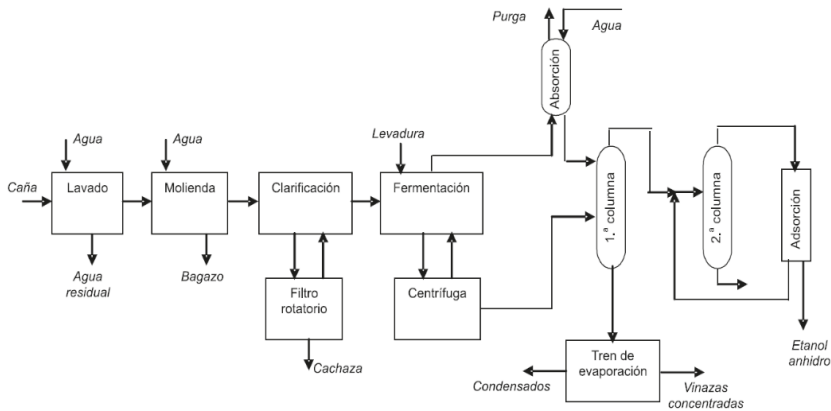 Purga
Agua
Absorción
Levadura
Agua
Agua
Caña
Lavado
Molienda
Clarificación
Fermentación
1.ª columna
2.ª columna
Adsorción
Agua
residual
Bagazo
Filtro
rotatorio
Centrífuga
Cachaza
Tren de
evaporación
Condensados
Vinazas
concentradas
Etanol
anhidro